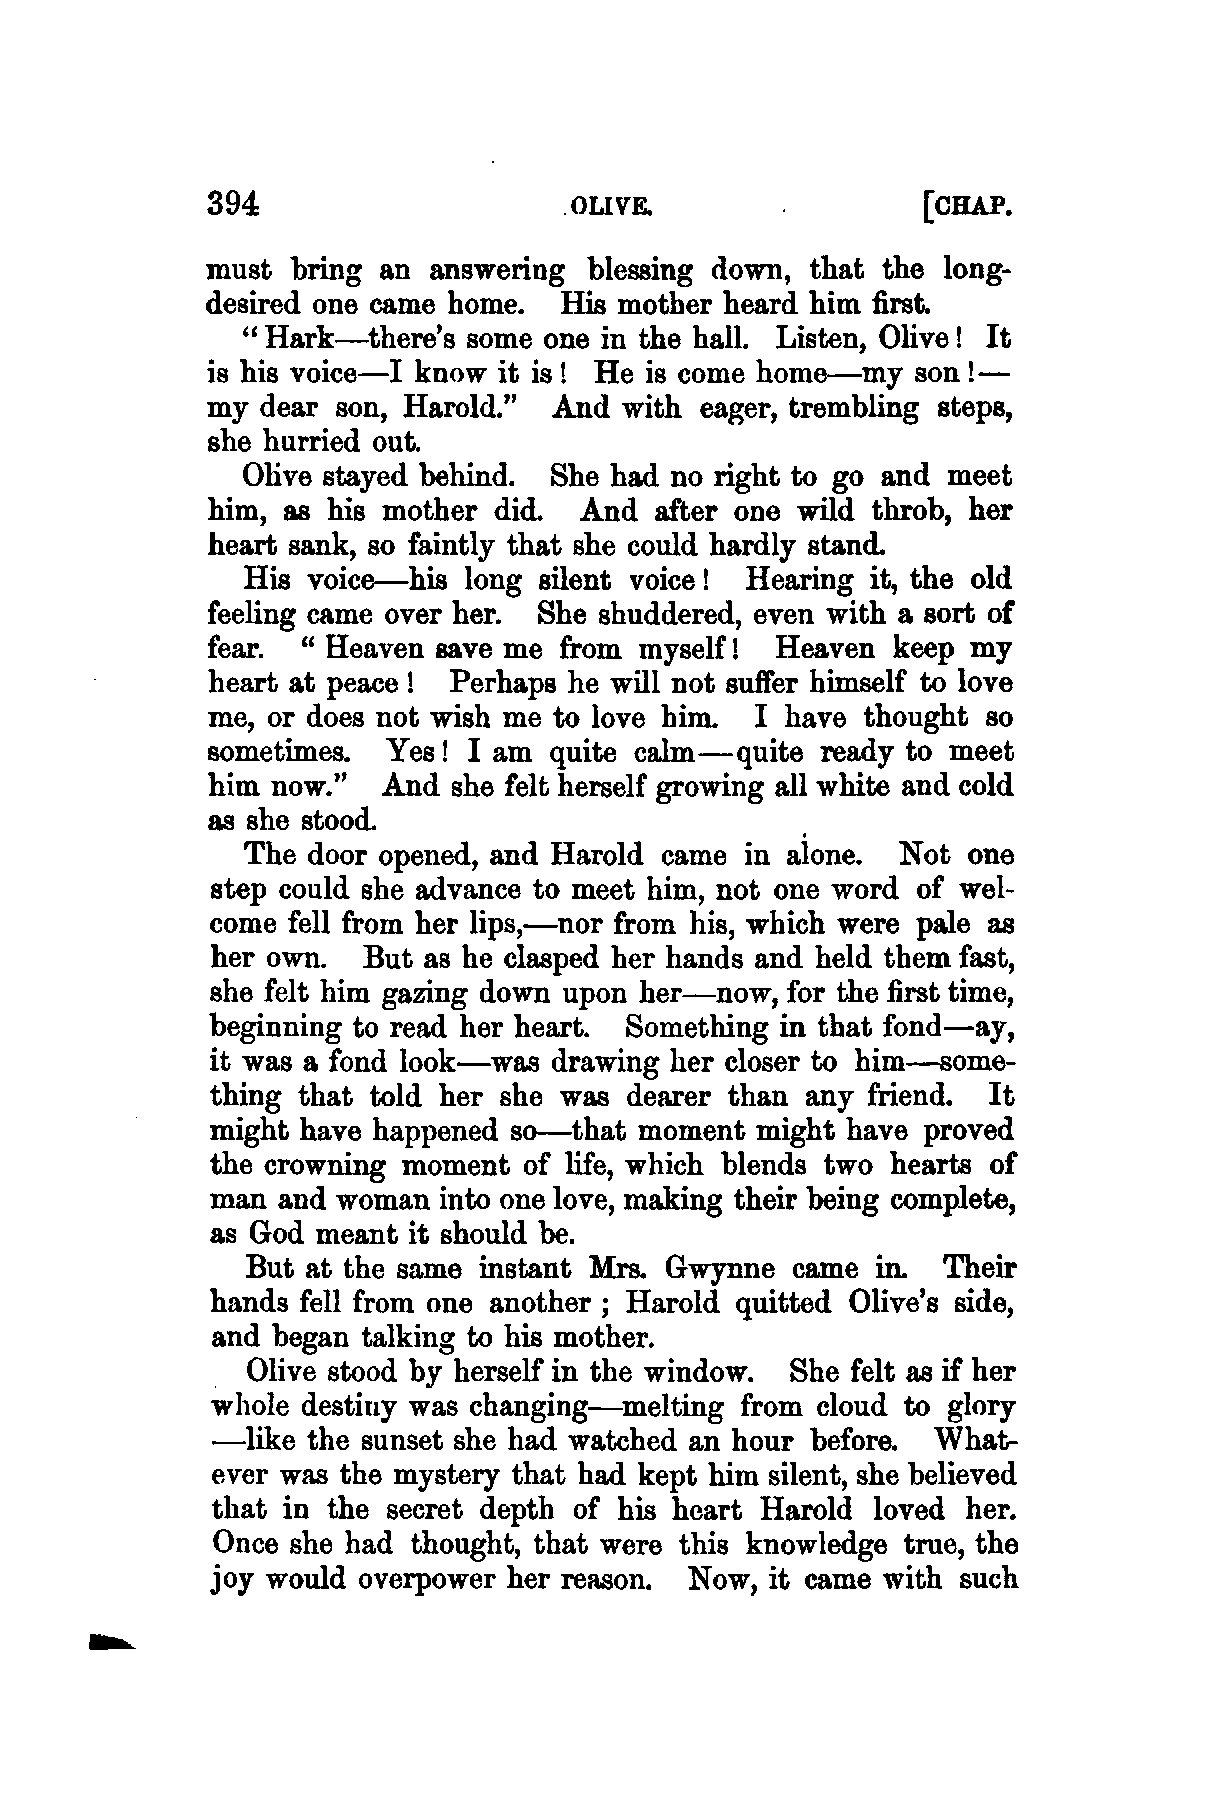 394 OLIVE. [CHAP.
must bring an answering blessing down, that the long-
desired one came home. His mother heard him first.
"Hark—there's some one in the hall. Listen, Olive! It
is his voice—I know it is! He is come home—my son!—
my dear son, Harold." And with eager, trembling steps,
she hurried out.
Olive stayed behind. She had no right to go and meet
him, as his mother did. And after one wild throb, her
heart sank, so faintly that she could hardly stand.
His voice—his long silent voice! Hearing it, the old
feeling came over her. She shuddered, even with a sort of
fear. "Heaven save me from myself! Heaven keep my
heart at peace! Perhaps he will not suffer himself to love
me, or does not wish me to love him. I have thought so
sometimes. Yes! I am quite calm—quite ready to meet
him now." And she felt herself growing all white and cold
as she stood.
The door opened, and Harold came in alone. Not one
step could she advance to meet him, not one word of wel-
come fell from her lips,—nor from his, which were pale as
her own. But as he clasped her hands and held them fast,
she felt him gazing down upon her—now, for the first time,
beginning to read her heart. Something in that fond—ay,
it was a fond look—was drawing her closer to him—some-
thing that told her she was dearer than any friend. It
might have happened so—that moment might have proved
the crowning moment of life, which blends two hearts of
man and woman into one love, making their being complete,
as God meant it should be.
But at the same instant Mrs. Gwynne came in. Their
hands fell from one another; Harold quitted Olive's side,
and began talking to his mother.
Olive stood by herself in the window. She felt as if her
whole destiny was changing—melting from cloud to glory
—like the sunset she had watched an hour before. What-
ever was the mystery that had kept him silent, she believed
that in the secret depth of his heart Harold loved her.
Once she had thought, that were this knowledge true, the
joy would overpower her reason. Now, it came with such